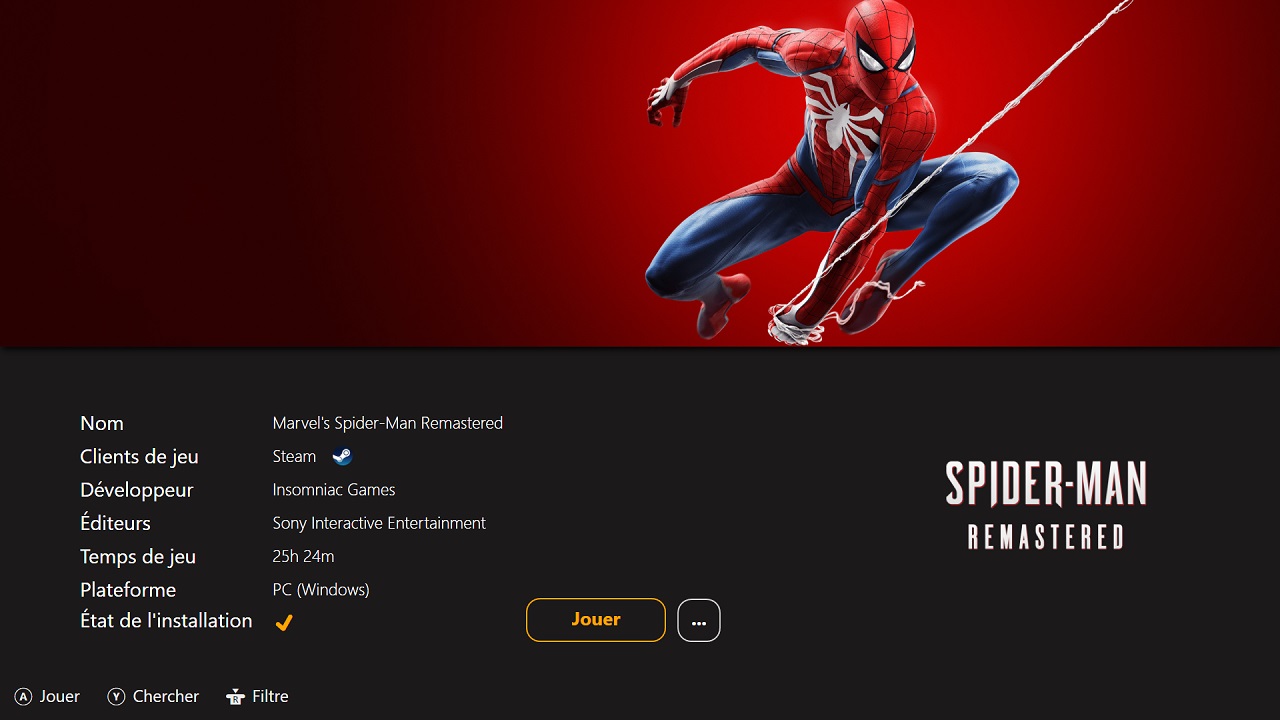 Nom Marvel's Spider-Man Remastered
Clients de jeu Steam
Développeur Insomniac Games
Éditeurs Sony Interactive Entertainment
Temps de jeu 25h 24m
Plateforme PC (Windows)
État de l'installation
SPIDER-MAN
REMASTERED
Jouer ...
A Jouer Y Chercher R Filtre